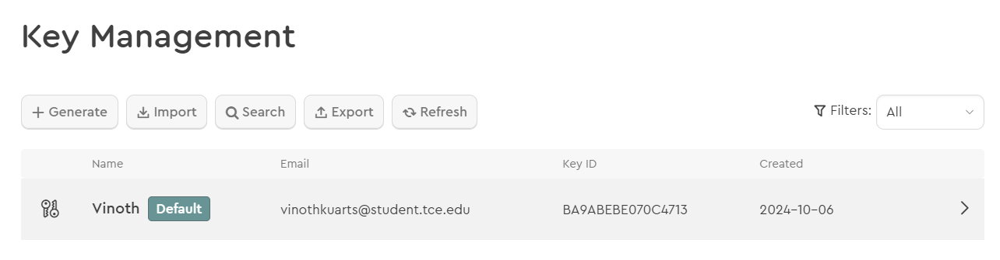 Key Management
Generate Import Search Export Refresh Filters: All
Name Email Key ID Created
Vinoth Default vinothkuarts@student.tce.edu BA9ABEBE070C4713 2024-10-06